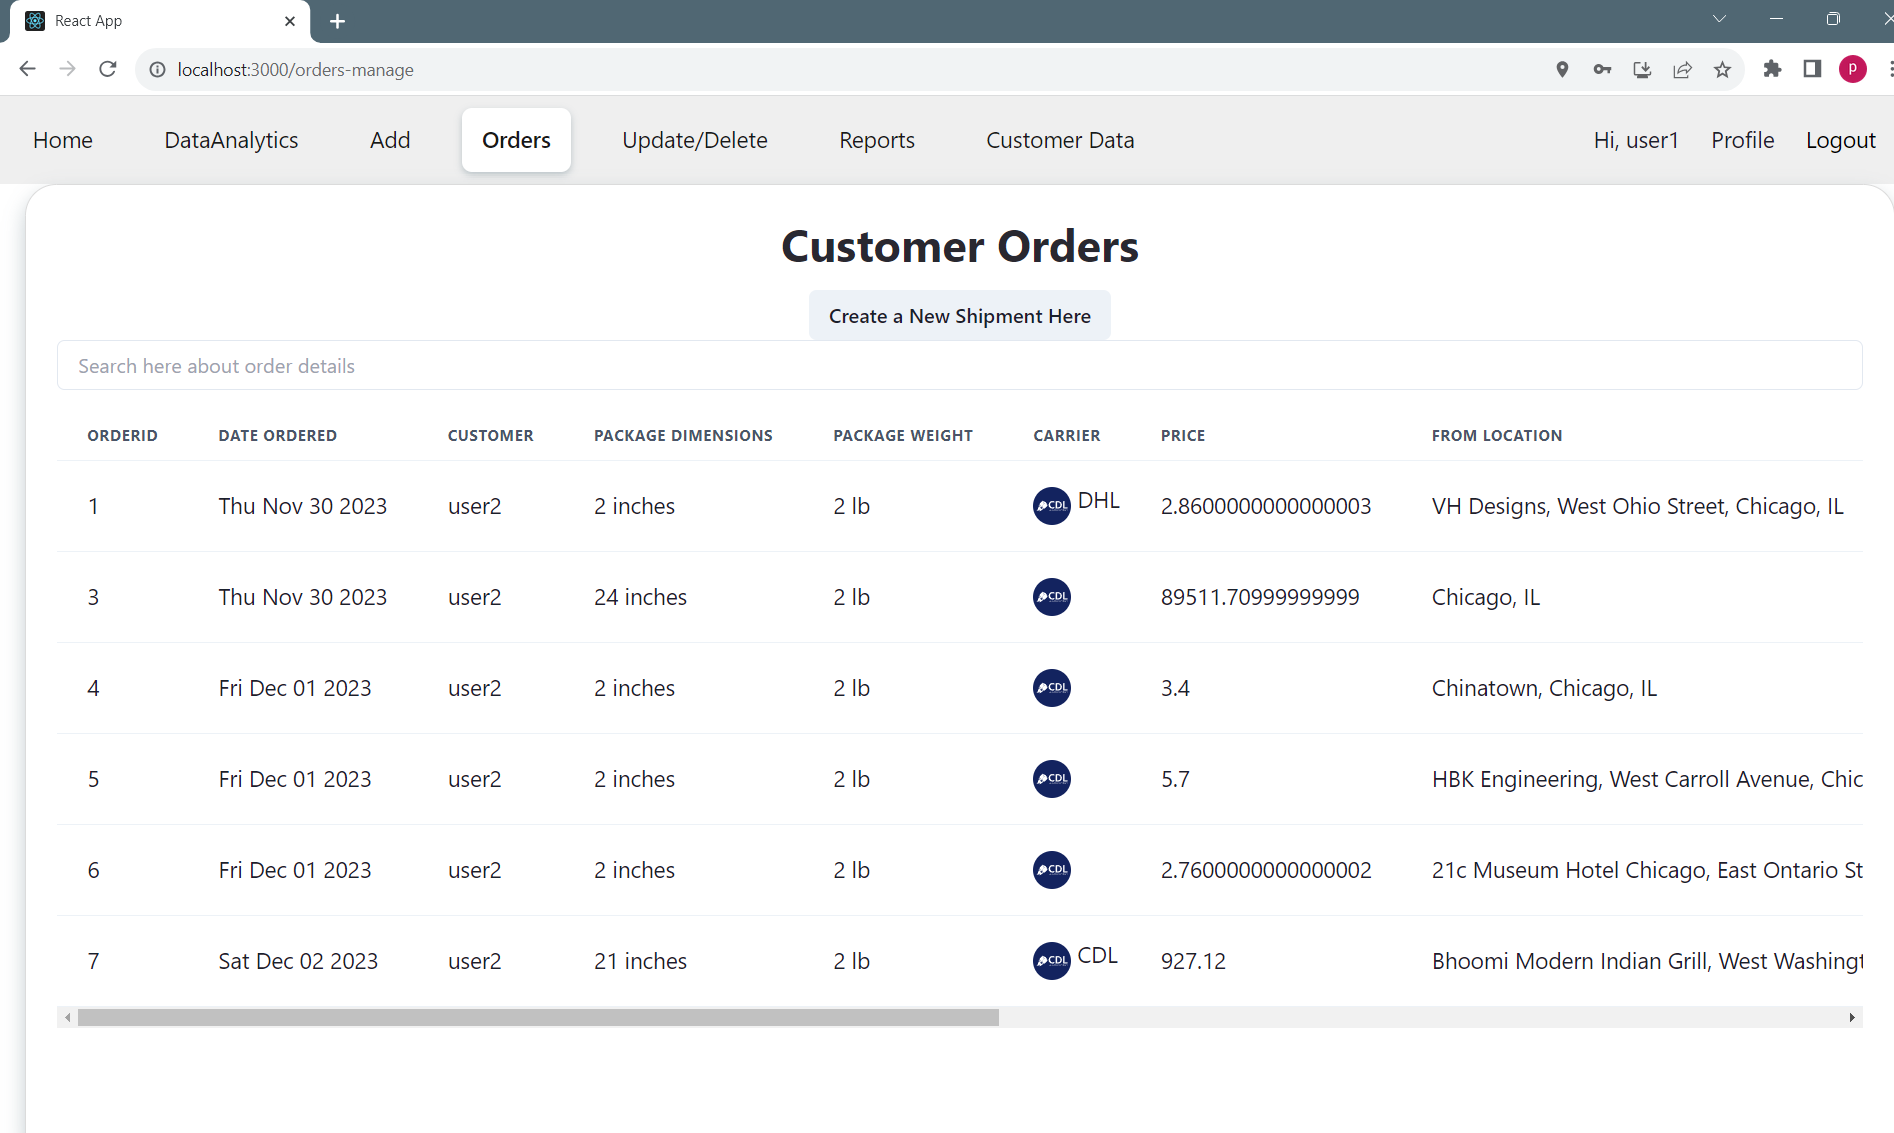 React App
localhost:3000/orders-manage
P
Home DataAnalytics Add Orders Update/Delete Reports Customer Data Hi, user1 Profile Logout
Customer Orders
Create a New Shipment Here
Search here about order details
ORDERID DATE ORDERED CUSTOMER PACKAGE DIMENSIONS PACKAGE WEIGHT CARRIER PRICE FROM LOCATION
1 Thu Nov 30 2023 user2 2 inches 2 lb CDL DHL 2.8600000000000003 VH Designs, West Ohio Street, Chicago, IL
3 Thu Nov 30 2023 user2 24 inches 2 lb CDL 89511.70999999999 Chicago, IL
4 Fri Dec 01 2023 user2 2 inches 2 lb CDL 3.4 Chinatown, Chicago, IL
5 Fri Dec 01 2023 user2 2 inches 2 lb CDL 5.7 HBK Engineering, West Carroll Avenue, Chic
6 Fri Dec 01 2023 user2 2 inches 2 lb CDL 2.7600000000000002 21c Museum Hotel Chicago, East Ontario St
7 Sat Dec 02 2023 user2 21 inches 2 lb CDL CDL 927.12 Bhoomi Modern Indian Grill, West Washingt